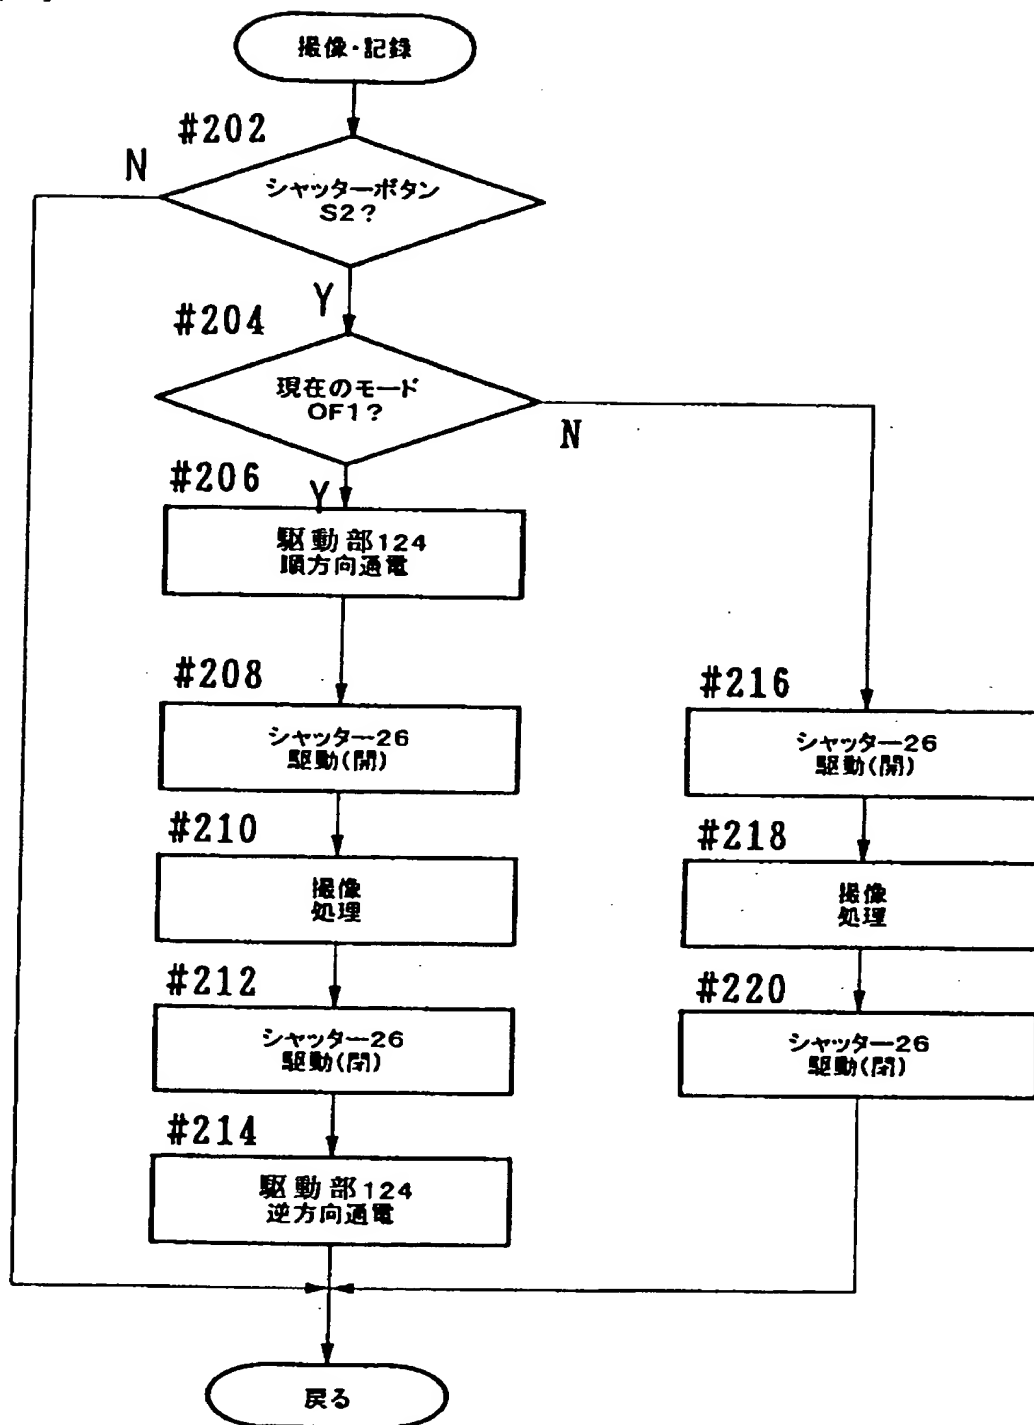 撮像・記録
#202
N
シャッターボタン
S2?
Y
#204
現在のモード
OF1?
N
#206
Y
駆動部124
順方向通電
#208
シャッター26
駆動(開)
#210
撮像
処理
#212
シャッター26
駆動(閉)
#214
駆動部124
逆方向通電
#216
シャッター26
駆動(開)
#218
撮像
処理
#220
シャッター26
駆動(閉)
戻る